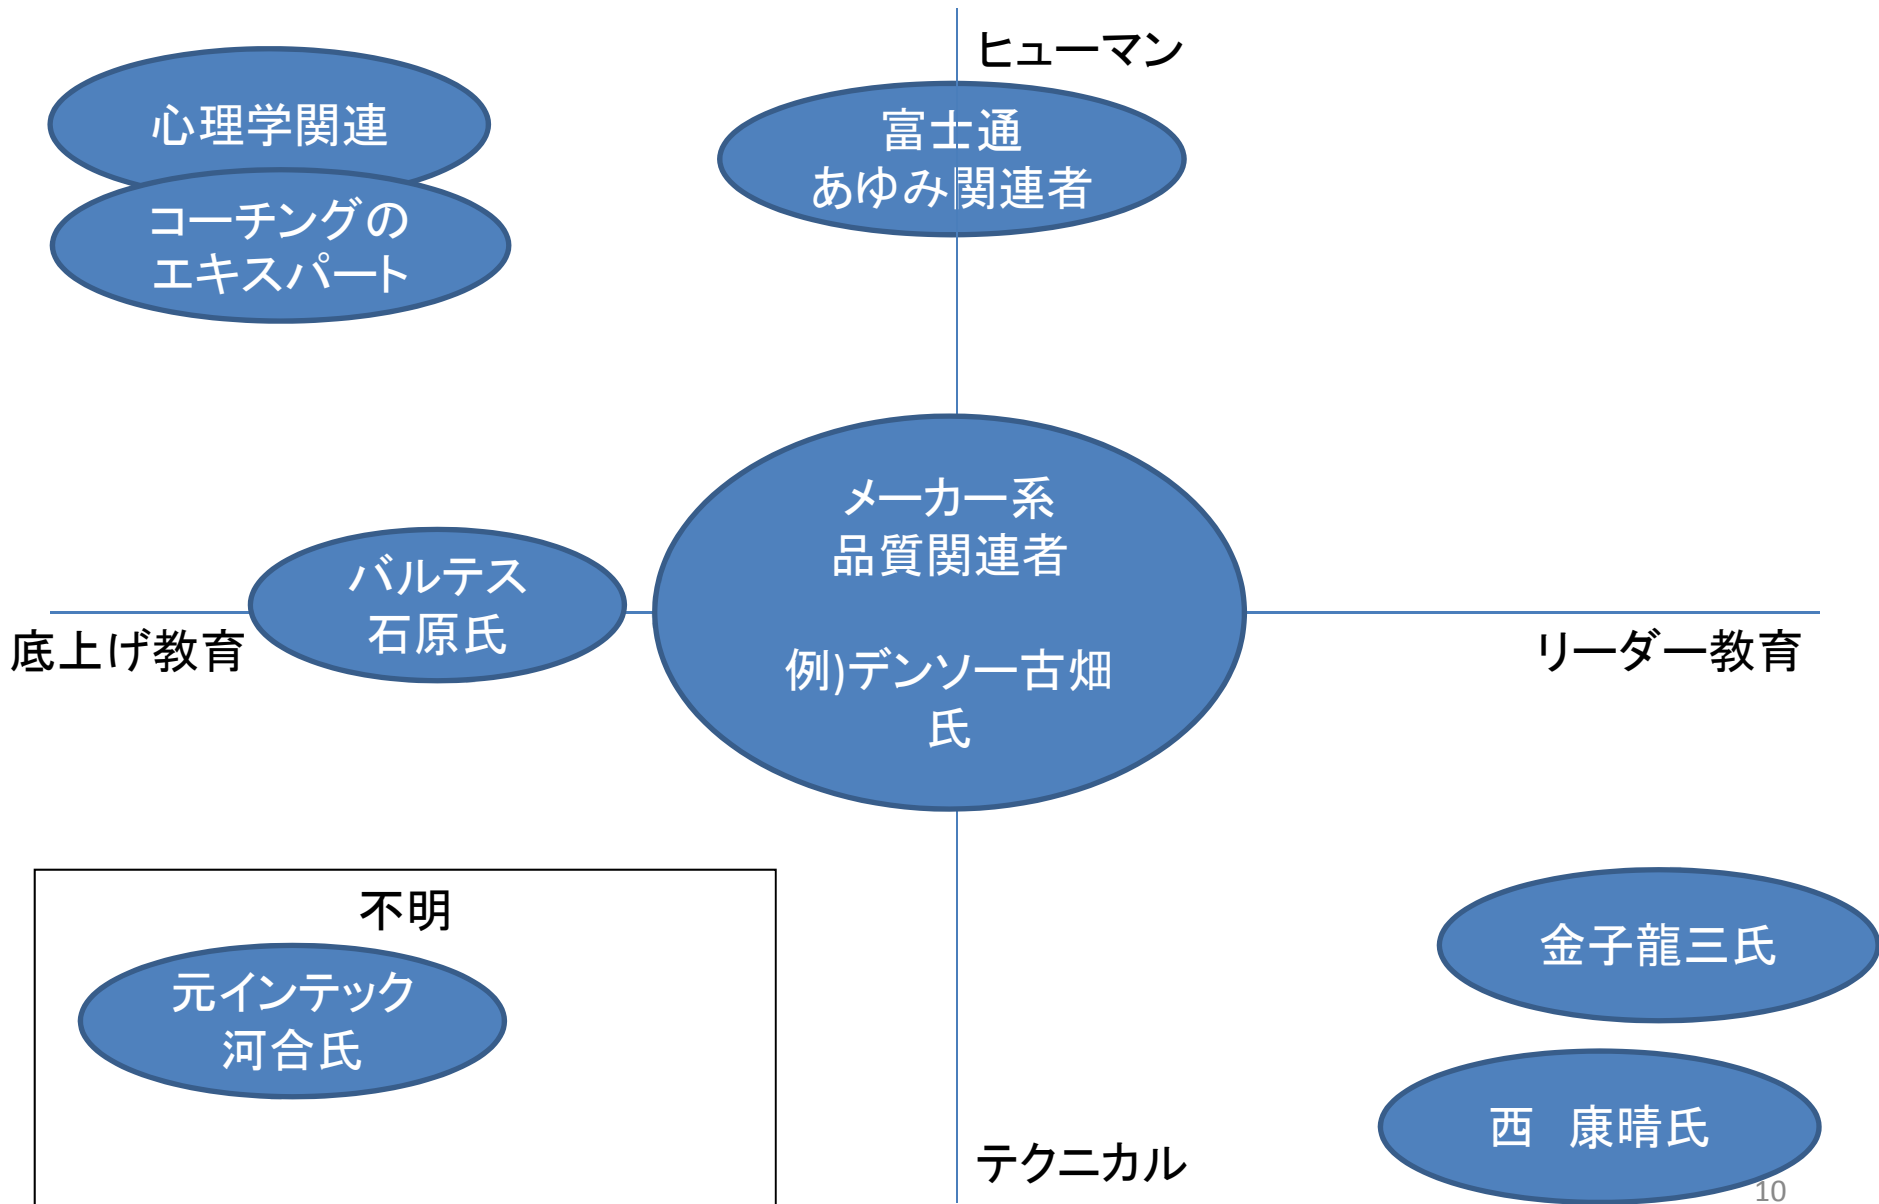 ヒューマン
心理学関連
富士通
あゆみ関連者
コーチングの
エキスパート
メーカー系
品質関連者
例)デンソー古畑
氏
バルテス
石原氏
底上げ教育
リーダー教育
不明
元インテック
河合氏
金子龍三氏
西　康晴氏
テクニカル
10